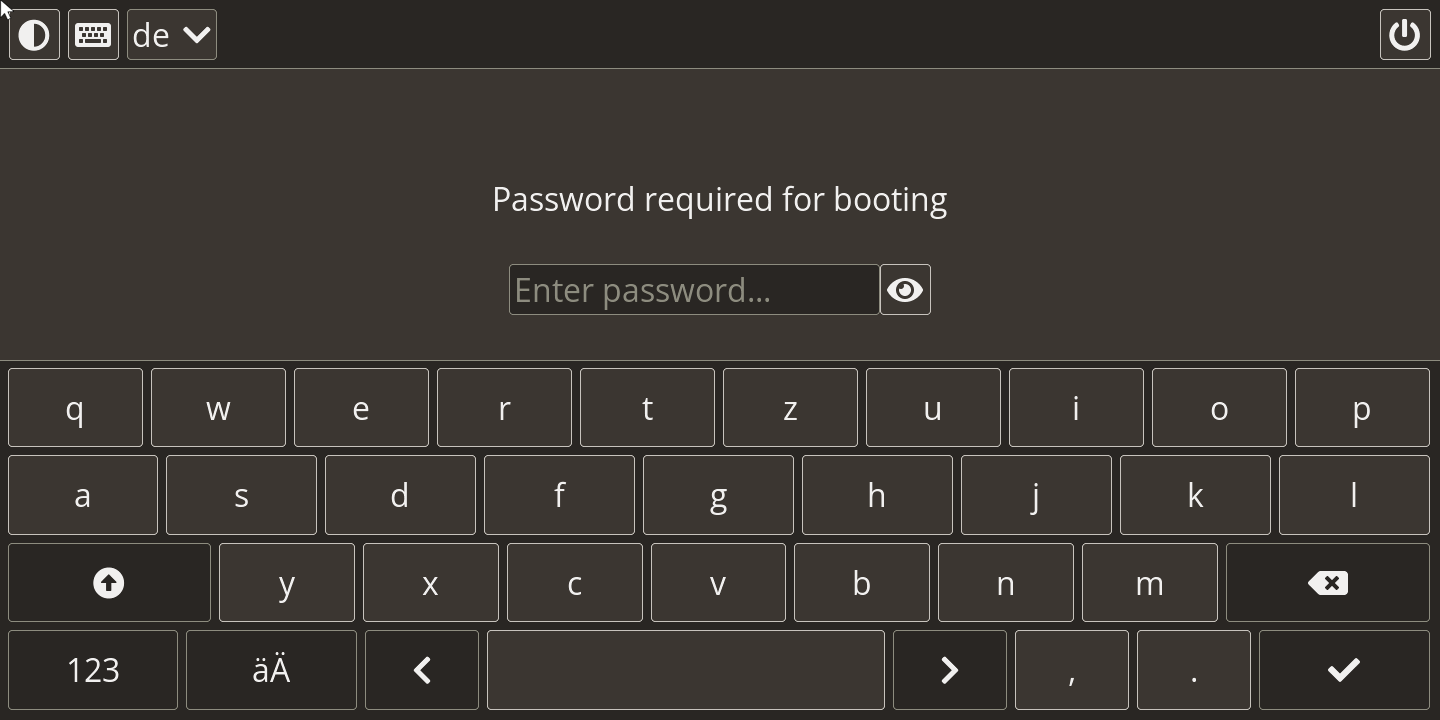 de
Password required for booting
Enter password...
q w e r t z u i o p
a s d f g h j k l
y x c v b n m
123 äÄ , .